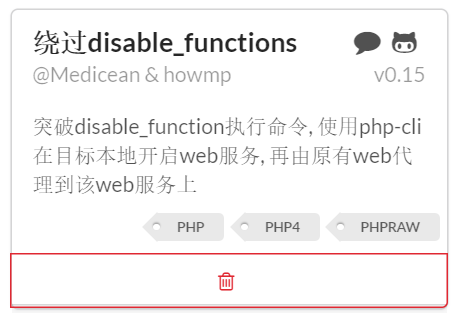 绕过disable_functions
@Medicean & howmp v0.15
突破disable_function执行命令, 使用php-cli
在目标本地开启web服务, 再由原有web代
理到该web服务上
PHP PHP4 PHPRAW